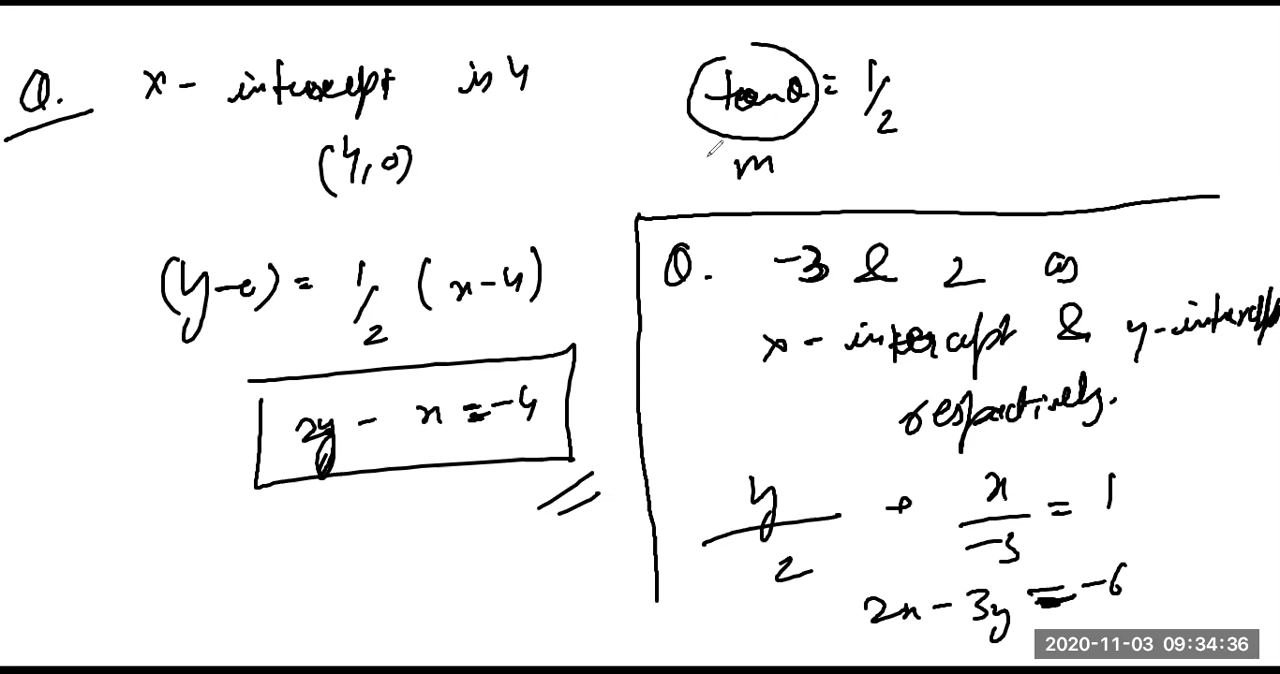 Q. x - intercept is 4
(4,0)
tanθ = 1/2
m
(y-0) = 1/2 (x-4)
2y - x = -4
Q. -3 & 2 as
x - intercept & y-intercept
respectively.
y/2 + x/-3 = 1
2x - 3y = -6
2020-11-03 09:34:36